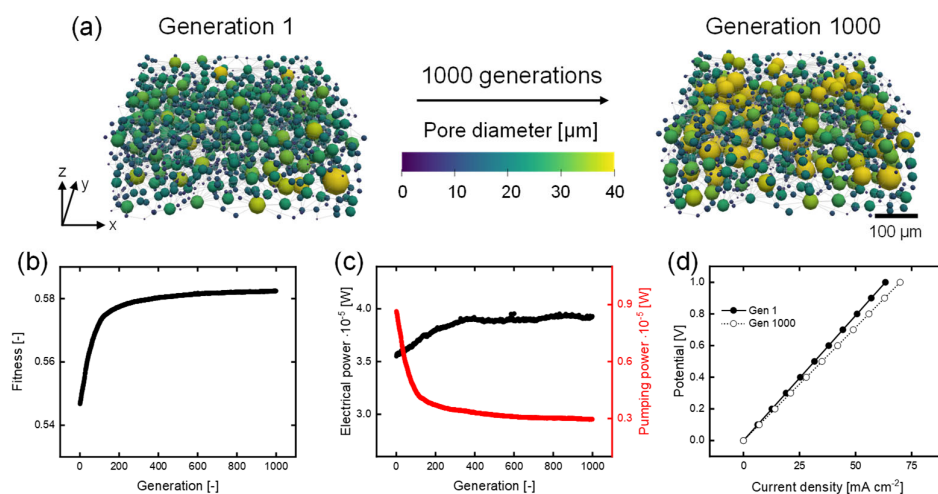 (a)
Generation 1
Generation 1000
1000 generations
Pore diameter [µm]
0 10 20 30 40
z
y
x
100 µm
(b)
Fitness [-]
0.58
0.56
0.54
0 200 400 600 800 1000
Generation [-]
(c)
Electrical power ·10⁻⁵ [W]
4.0
3.5
3.0
0 200 400 600 800 1000
Generation [-]
0.9
0.6
0.3
Pumping power ·10⁻⁵ [W]
(d)
Potential [V]
1.0
0.8
0.6
0.4
0.2
0.0
Gen 1
Gen 1000
0 25 50 75
Current density [mA cm⁻²]